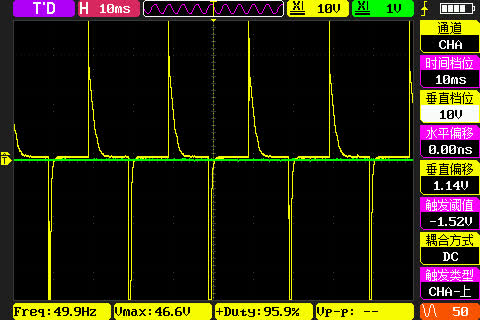 T'D H 10ms X1 10V X1 1V
通道
CHA
时间档位
10ms
垂直档位
10V
水平偏移
0.00ns
垂直偏移
1.14V
触发阈值
-1.52V
耦合方式
DC
触发类型
CHA-上
T
Freq:49.9Hz Vmax:46.6V +Duty:95.9% Vp-p: -- 50